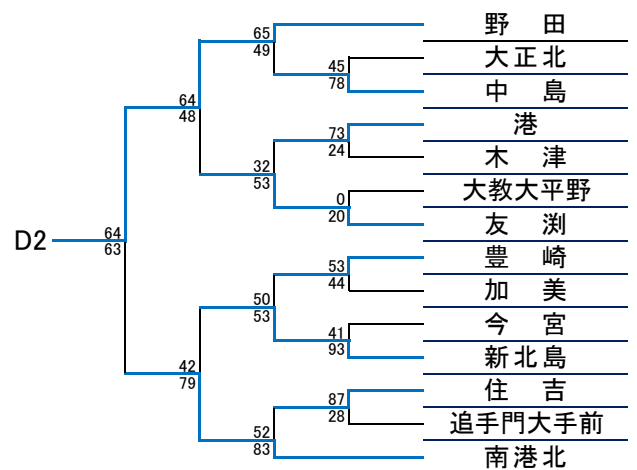 野田
65
49
大正北
45
78
中島
64
48
港
73
24
木津
32
53
大教大平野
0
20
友渕
D2
64
63
豊崎
53
44
加美
50
53
今宮
41
93
新北島
42
79
住吉
87
28
追手門大手前
52
83
南港北